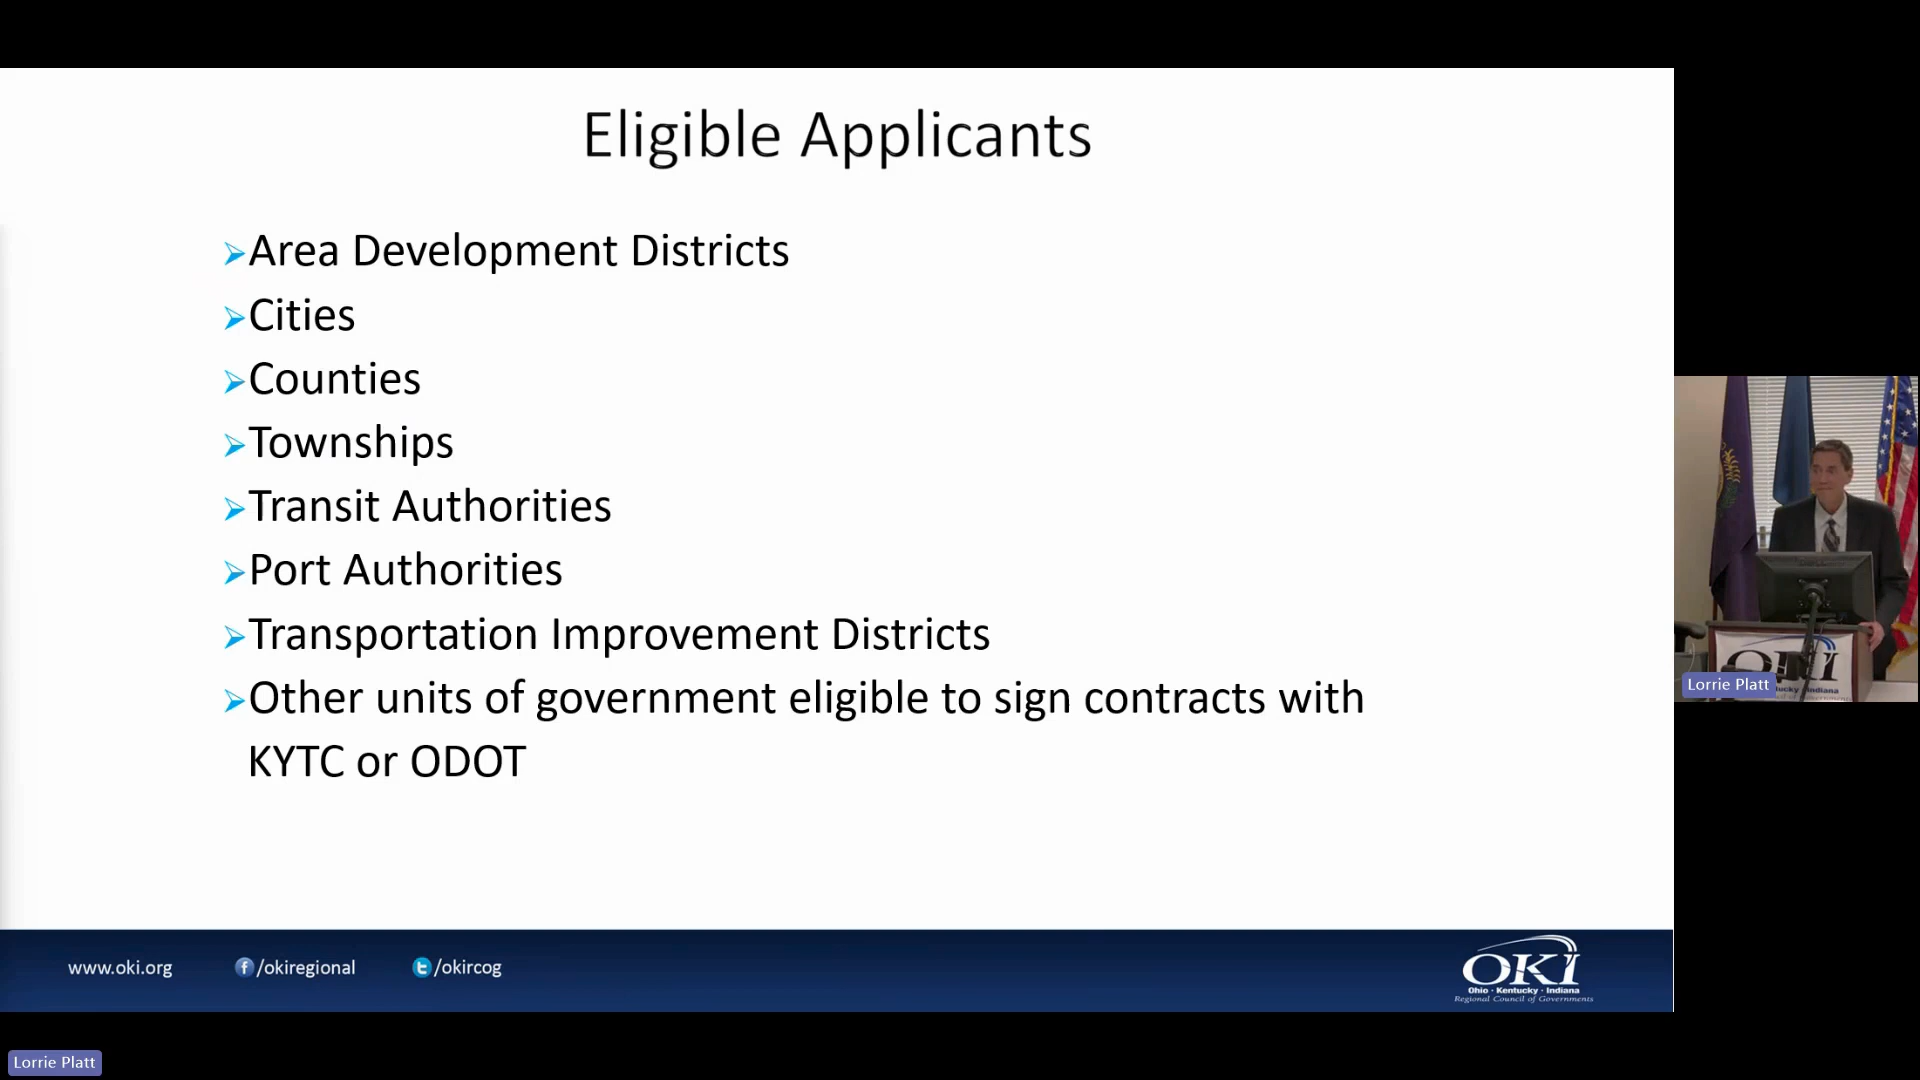 Eligible Applicants
➢Area Development Districts
➢Cities
➢Counties
➢Townships
➢Transit Authorities
➢Port Authorities
➢Transportation Improvement Districts
➢Other units of government eligible to sign contracts with
KYTC or ODOT
OKI
Lorrie Platt
www.oki.org
/okiregional
/okircog
OKI
Ohio · Kentucky · Indiana
Regional Council of Governments
Lorrie Platt